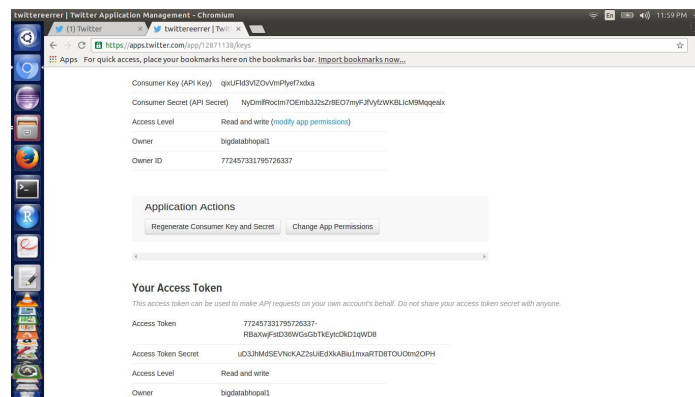 twittereerrer | Twitter Application Management - Chromium
En
11:59 PM
(1) Twitter
twittereerrer | Twit
https://apps.twitter.com/app/12871138/keys
Apps For quick access, place your bookmarks here on the bookmarks bar. Import bookmarks now...
Consumer Key (API Key)
Consumer Secret (API Secret)
Access Level Read and write (modify app permissions)
Owner bigdatabhopal1
Owner ID 772457331795726337
Application Actions
Regenerate Consumer Key and Secret Change App Permissions
Your Access Token
This access token can be used to make API requests on your own account's behalf. Do not share your access token secret with anyone.
Access Token 772457331795726337-
Access Token Secret
Access Level Read and write
Owner bigdatabhopal1